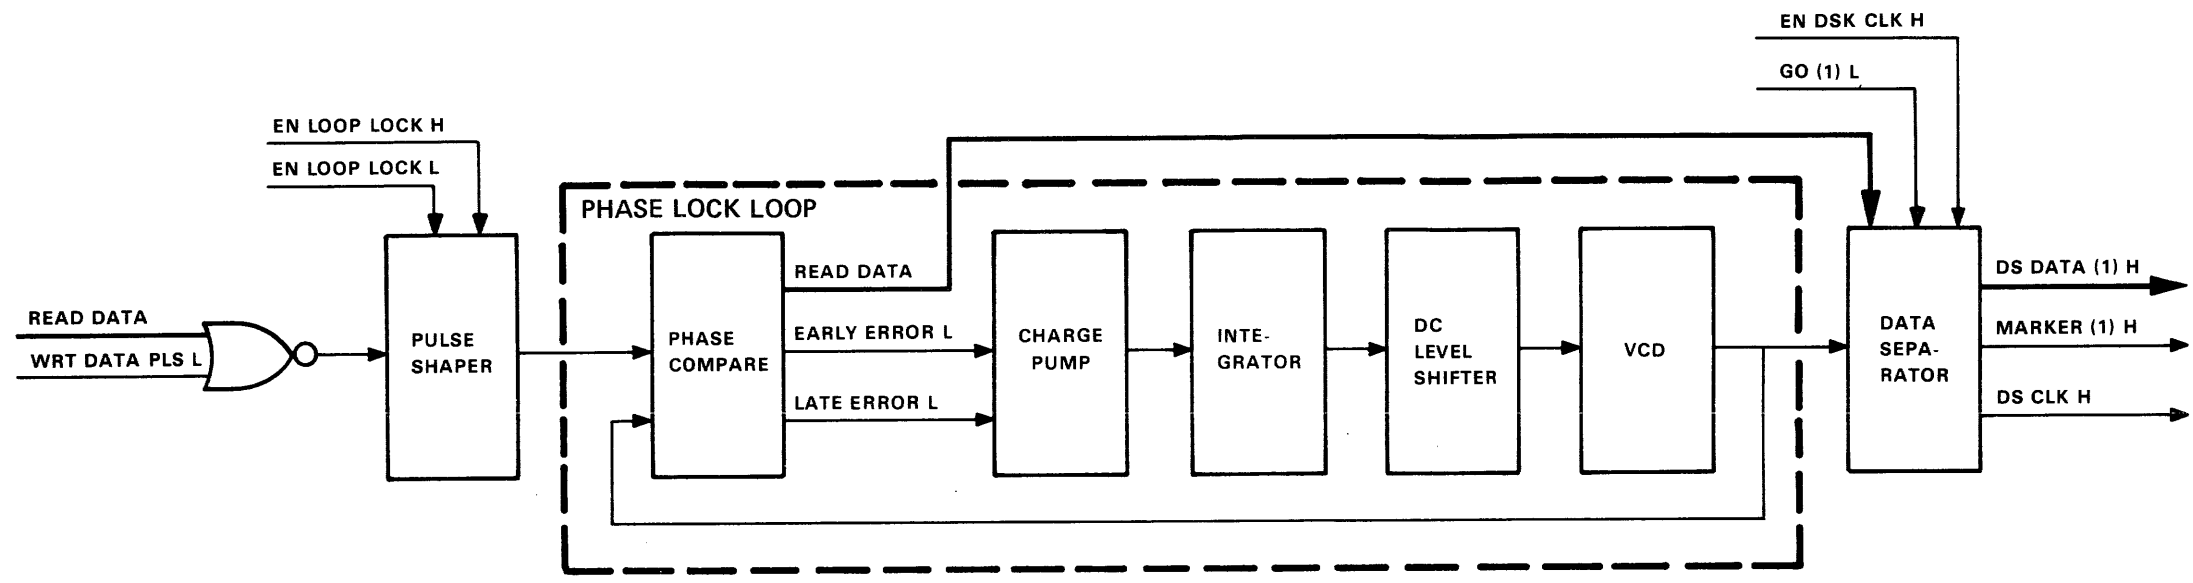 EN DSK CLK H
GO (1) L
EN LOOP LOCK H
EN LOOP LOCK L
PHASE LOCK LOOP
READ DATA
WRT DATA PLS L
PULSE
SHAPER
PHASE
COMPARE
READ DATA
EARLY ERROR L
LATE ERROR L
CHARGE
PUMP
INTE-
GRATOR
DC
LEVEL
SHIFTER
VCD
DATA
SEPA-
RATOR
DS DATA (1) H
MARKER (1) H
DS CLK H